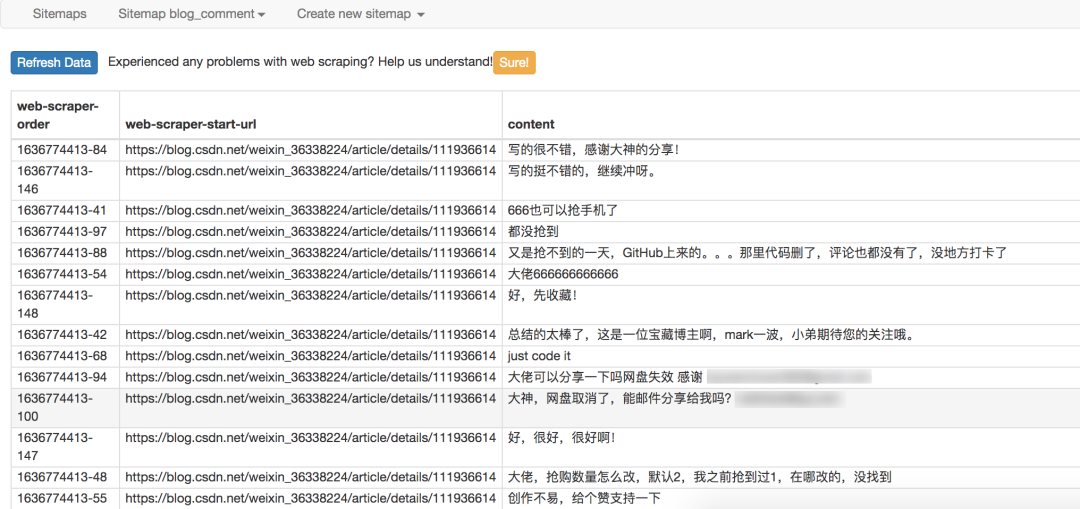 Sitemaps Sitemap blog_comment Create new sitemap
Refresh Data Experienced any problems with web scraping? Help us understand! Sure!
web-scraper-
order web-scraper-start-url content
1636774413-84 https://blog.csdn.net/weixin_36338224/article/details/111936614 写的很不错，感谢大神的分享！
1636774413- https://blog.csdn.net/weixin_36338224/article/details/111936614 写的挺不错的，继续冲呀。
146
1636774413-41 https://blog.csdn.net/weixin_36338224/article/details/111936614 666也可以抢手机了
1636774413-97 https://blog.csdn.net/weixin_36338224/article/details/111936614 都没抢到
1636774413-88 https://blog.csdn.net/weixin_36338224/article/details/111936614 又是抢不到的一天，GitHub上来的。。。那里代码删了，评论也都没有了，没地方打卡了
1636774413-54 https://blog.csdn.net/weixin_36338224/article/details/111936614 大佬666666666666
1636774413- https://blog.csdn.net/weixin_36338224/article/details/111936614 好，先收藏！
148
1636774413-42 https://blog.csdn.net/weixin_36338224/article/details/111936614 总结的太棒了，这是一位宝藏博主啊，mark一波，小弟期待您的关注哦。
1636774413-68 https://blog.csdn.net/weixin_36338224/article/details/111936614 just code it
1636774413-94 https://blog.csdn.net/weixin_36338224/article/details/111936614 大佬可以分享一下吗网盘失效 感谢
1636774413- https://blog.csdn.net/weixin_36338224/article/details/111936614 大神，网盘取消了，能邮件分享给我吗?
100
1636774413- https://blog.csdn.net/weixin_36338224/article/details/111936614 好，很好，很好啊！
147
1636774413-48 https://blog.csdn.net/weixin_36338224/article/details/111936614 大佬，抢购数量怎么改，默认2，我之前抢到过1，在哪改的，没找到
1636774413-55 https://blog.csdn.net/weixin_36338224/article/details/111936614 创作不易，给个赞支持一下